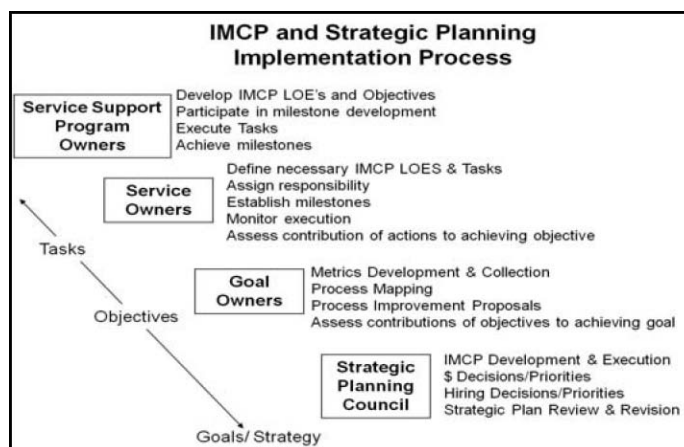 IMCP and Strategic Planning
Implementation Process
Service Support
Program
Owners
Develop IMCP LOE's and Objectives
Participate in milestone development
Execute Tasks
Achieve milestones
Service
Owners
Define necessary IMCP LOES & Tasks
Assign responsibility
Establish milestones
Monitor execution
Assess contribution of actions to achieving objective
Tasks
Goal
Owners
Metrics Development & Collection
Process Mapping
Process Improvement Proposals
Assess contributions of objectives to achieving goal
Objectives
Strategic
Planning
Council
IMCP Development & Execution
$ Decisions/Priorities
Hiring Decisions/Priorities
Strategic Plan Review & Revision
Goals/ Strategy